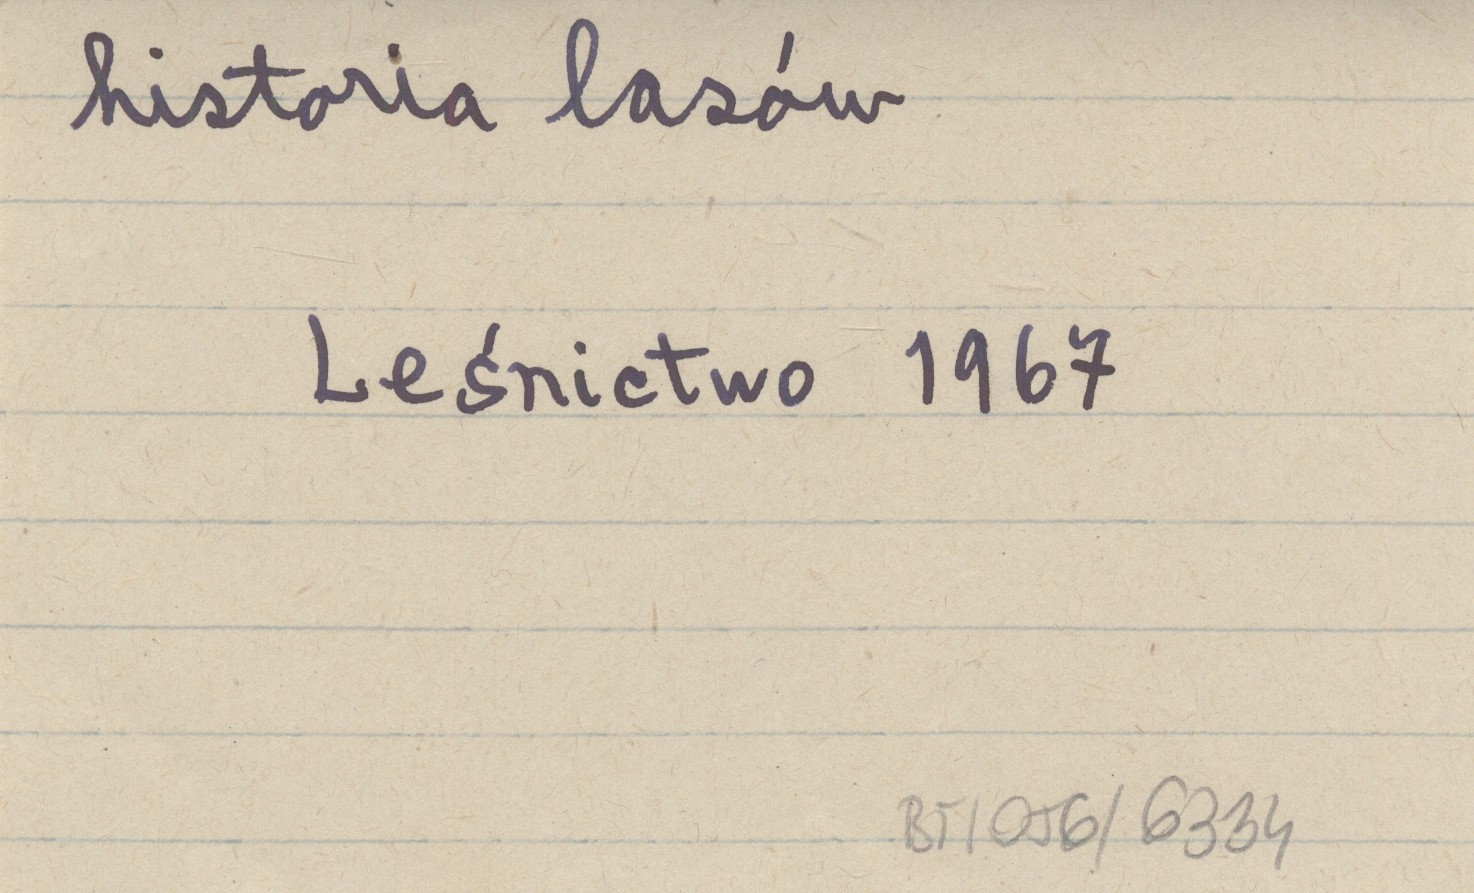 historia lasów
Leśnictwo 1967
BT/056/6334